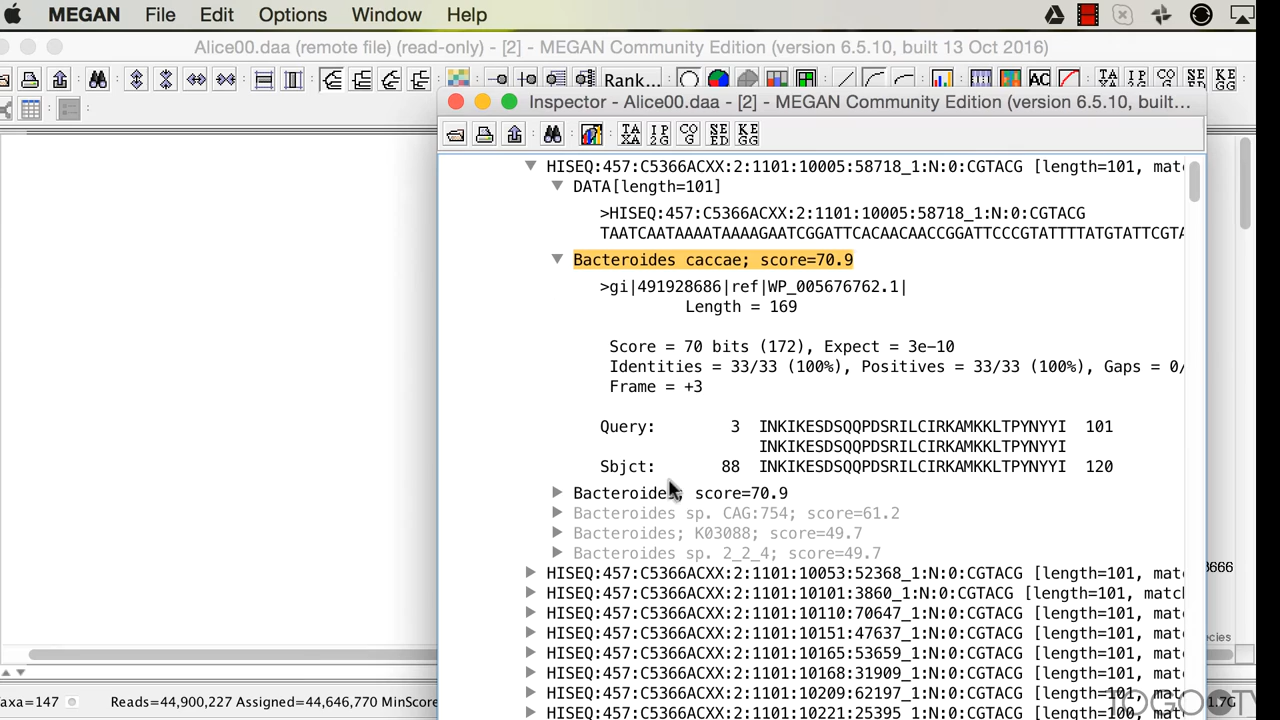 MEGAN File Edit Options Window Help
Alice00.daa (remote file) (read-only) - [2] - MEGAN Community Edition (version 6.5.10, built 13 Oct 2016)
Rank...
Inspector - Alice00.daa - [2] - MEGAN Community Edition (version 6.5.10, built...
HISEQ:457:C5366ACXX:2:1101:10005:58718_1:N:0:CGTACG [length=101, mat
DATA[length=101]
>HISEQ:457:C5366ACXX:2:1101:10005:58718_1:N:0:CGTACG
TAATCAATAAAATAAAAGAATCGGATTCACAACAACCGGATTCCCGTATTTTATGTATTCGTA
Bacteroides caccae; score=70.9
>gi|491928686|ref|WP_005676762.1|
Length = 169
Score = 70 bits (172), Expect = 3e-10
Identities = 33/33 (100%), Positives = 33/33 (100%), Gaps = 0/
Frame = +3
Query: 3 INKIKESDSQQPDSRILCIRKAMKKLTPYNYYI 101
INKIKESDSQQPDSRILCIRKAMKKLTPYNYYI
Sbjct: 88 INKIKESDSQQPDSRILCIRKAMKKLTPYNYYI 120
Bacteroides; score=70.9
Bacteroides sp. CAG:754; score=61.2
Bacteroides; K03088; score=49.7
Bacteroides sp. 2_2_4; score=49.7
HISEQ:457:C5366ACXX:2:1101:10053:52368_1:N:0:CGTACG [length=101, mat
HISEQ:457:C5366ACXX:2:1101:10101:3860_1:N:0:CGTACG [length=101, match
HISEQ:457:C5366ACXX:2:1101:10110:70647_1:N:0:CGTACG [length=101, mat
HISEQ:457:C5366ACXX:2:1101:10151:47637_1:N:0:CGTACG [length=101, mat
HISEQ:457:C5366ACXX:2:1101:10165:53659_1:N:0:CGTACG [length=101, mat
HISEQ:457:C5366ACXX:2:1101:10168:31909_1:N:0:CGTACG [length=101, mat
HISEQ:457:C5366ACXX:2:1101:10209:62197_1:N:0:CGTACG [length=101, mat
HISEQ:457:C5366ACXX:2:1101:10221:25395_1:N:0:CGTACG [length=100, mat
axa=147 Reads=44,900,227 Assigned=44,646,770 MinScore